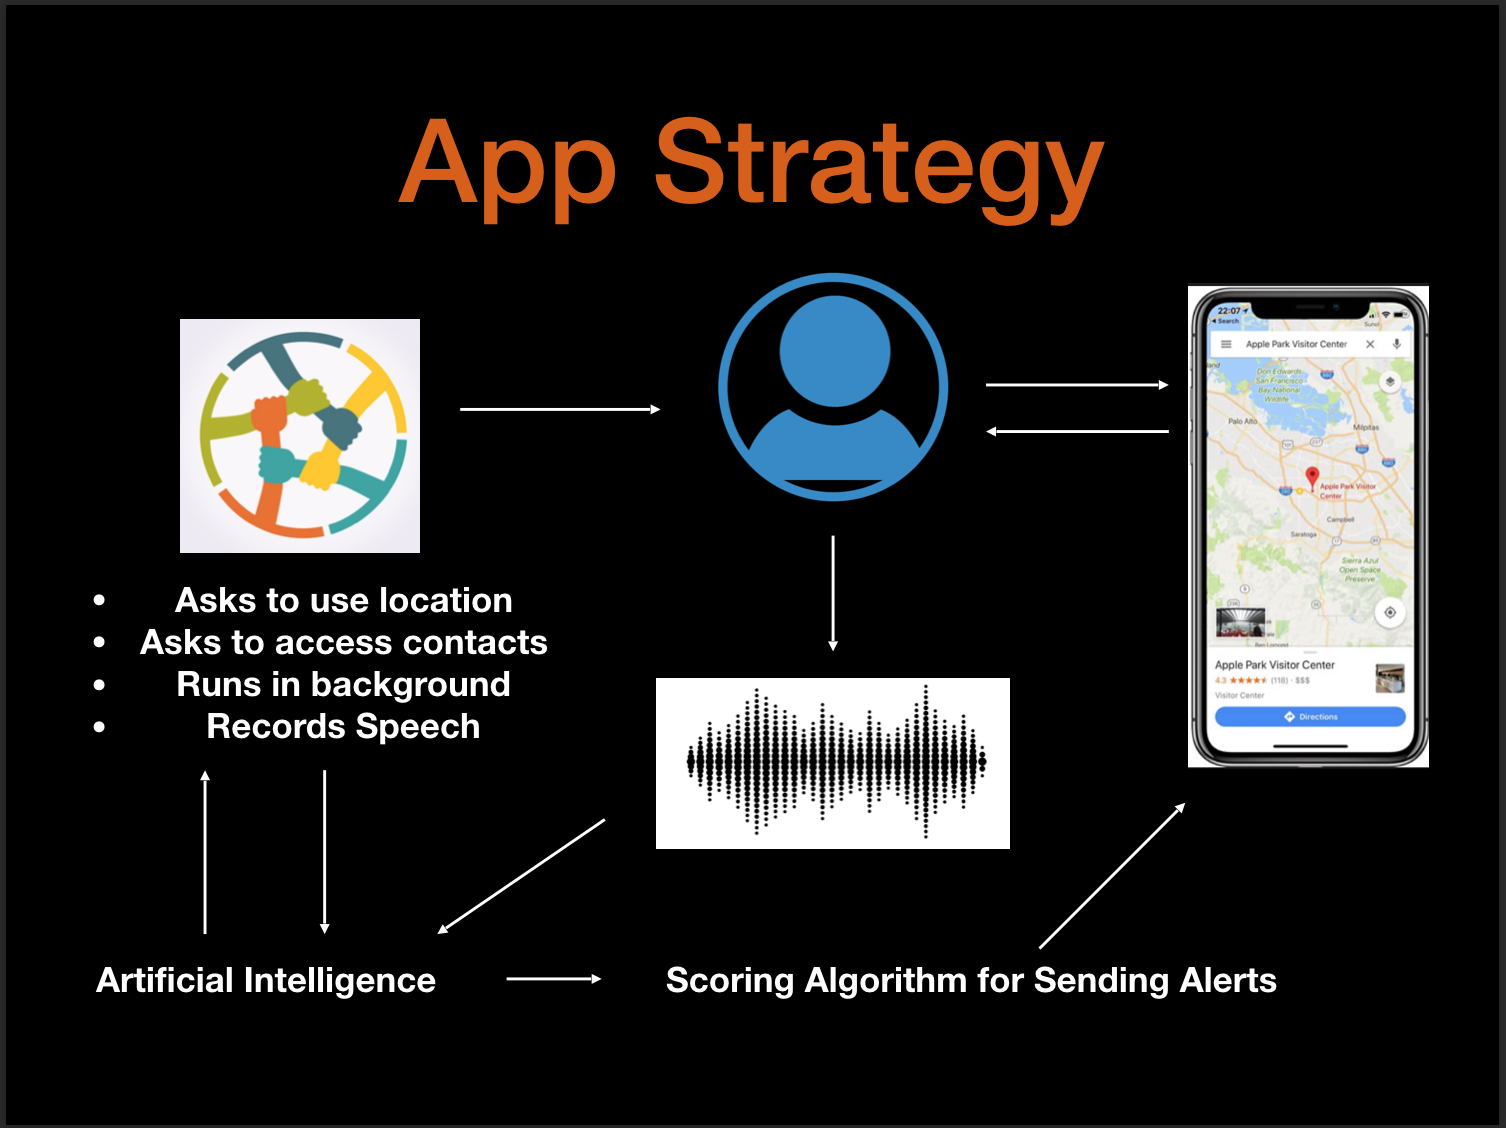 App Strategy
• Asks to use location
• Asks to access contacts
• Runs in background
• Records Speech
Artificial Intelligence
Scoring Algorithm for Sending Alerts
22:07
Search
Sunol
Apple Park Visitor Center
Don Edwards
San Francisco
Bay National
Wildlife
Palo Alto
Milpitas
Apple Park Visitor
Center
Campbell
Saratoga
Sierra Azul
Open Space
Preserve
Ben Lomond
Apple Park Visitor Center
4.3 ★★★★★ (118) · $$$
Visitor Center
Directions